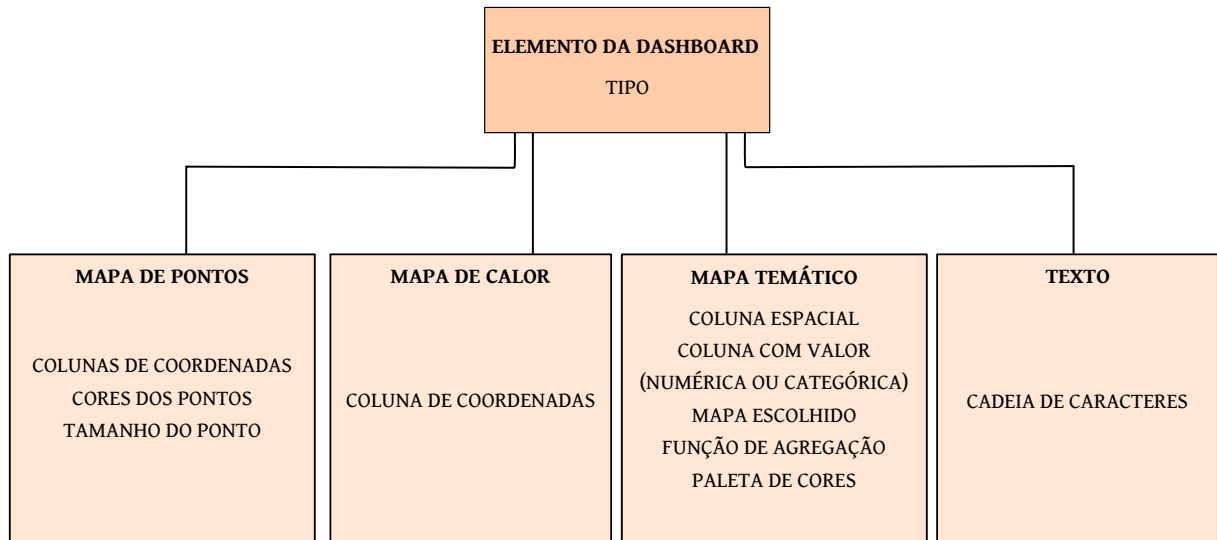 ELEMENTO DA DASHBOARD
TIPO
MAPA DE PONTOS
COLUNAS DE COORDENADAS
CORES DOS PONTOS
TAMANHO DO PONTO
MAPA DE CALOR
COLUNA DE COORDENADAS
MAPA TEMÁTICO
COLUNA ESPACIAL
COLUNA COM VALOR
(NUMÉRICA OU CATEGÓRICA)
MAPA ESCOLHIDO
FUNÇÃO DE AGREGAÇÃO
PALETA DE CORES
TEXTO
CADEIA DE CARACTERES